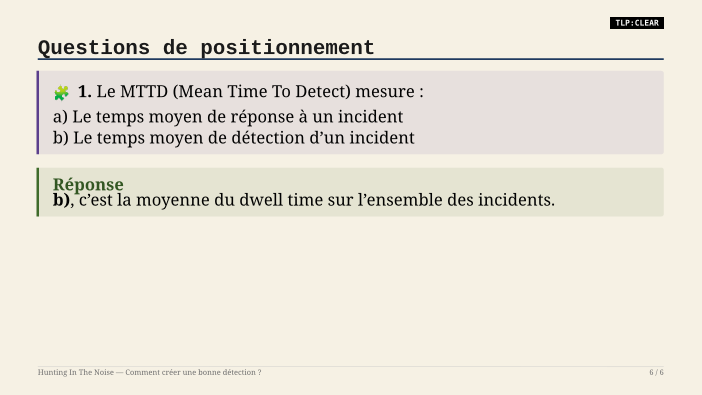 TLP:CLEAR
Questions de positionnement
1. Le MTTD (Mean Time To Detect) mesure :
a) Le temps moyen de réponse à un incident
b) Le temps moyen de détection d’un incident
Réponse
b), c’est la moyenne du dwell time sur l’ensemble des incidents.
Hunting In The Noise — Comment créer une bonne détection ?
6 / 6